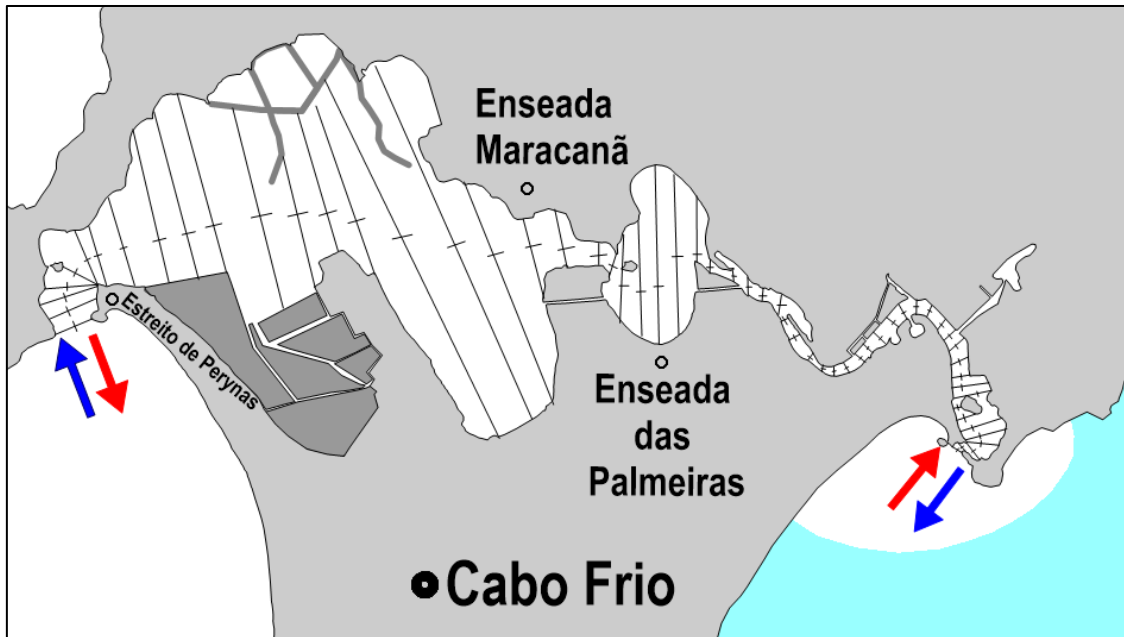 Enseada
Maracanã
Estreito de Perynas
Enseada
das
Palmeiras
Cabo Frio